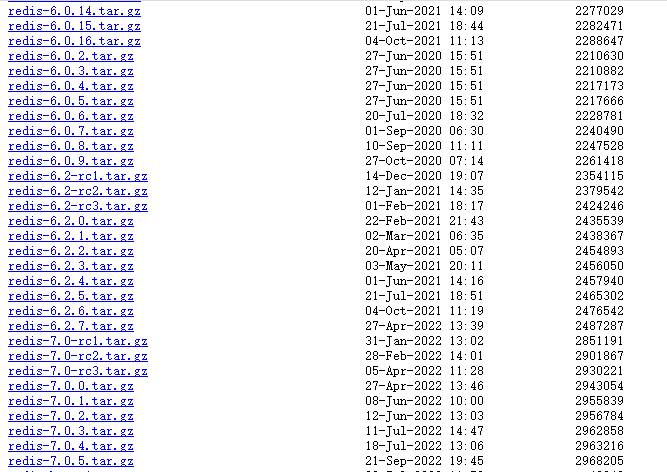 redis-6.0.14.tar.gz 01-Jun-2021 14:09 2277029
redis-6.0.15.tar.gz 21-Jul-2021 18:44 2282471
redis-6.0.16.tar.gz 04-Oct-2021 11:13 2288647
redis-6.0.2.tar.gz 27-Jun-2020 15:51 2210630
redis-6.0.3.tar.gz 27-Jun-2020 15:51 2210882
redis-6.0.4.tar.gz 27-Jun-2020 15:51 2217173
redis-6.0.5.tar.gz 27-Jun-2020 15:51 2217666
redis-6.0.6.tar.gz 20-Jul-2020 18:32 2228781
redis-6.0.7.tar.gz 01-Sep-2020 06:30 2240490
redis-6.0.8.tar.gz 10-Sep-2020 11:11 2247528
redis-6.0.9.tar.gz 27-Oct-2020 07:14 2261418
redis-6.2-rc1.tar.gz 14-Dec-2020 19:07 2354115
redis-6.2-rc2.tar.gz 12-Jan-2021 14:35 2379542
redis-6.2-rc3.tar.gz 01-Feb-2021 18:17 2424246
redis-6.2.0.tar.gz 22-Feb-2021 21:43 2435539
redis-6.2.1.tar.gz 02-Mar-2021 06:35 2438367
redis-6.2.2.tar.gz 20-Apr-2021 05:07 2454893
redis-6.2.3.tar.gz 03-May-2021 20:11 2456050
redis-6.2.4.tar.gz 01-Jun-2021 14:16 2457940
redis-6.2.5.tar.gz 21-Jul-2021 18:51 2465302
redis-6.2.6.tar.gz 04-Oct-2021 11:19 2476542
redis-6.2.7.tar.gz 27-Apr-2022 13:39 2487287
redis-7.0-rc1.tar.gz 31-Jan-2022 13:02 2851191
redis-7.0-rc2.tar.gz 28-Feb-2022 14:01 2901867
redis-7.0-rc3.tar.gz 05-Apr-2022 11:28 2930221
redis-7.0.0.tar.gz 27-Apr-2022 13:46 2943054
redis-7.0.1.tar.gz 08-Jun-2022 10:00 2955839
redis-7.0.2.tar.gz 12-Jun-2022 13:03 2956784
redis-7.0.3.tar.gz 11-Jul-2022 14:47 2962858
redis-7.0.4.tar.gz 18-Jul-2022 13:06 2963216
redis-7.0.5.tar.gz 21-Sep-2022 19:45 2968205